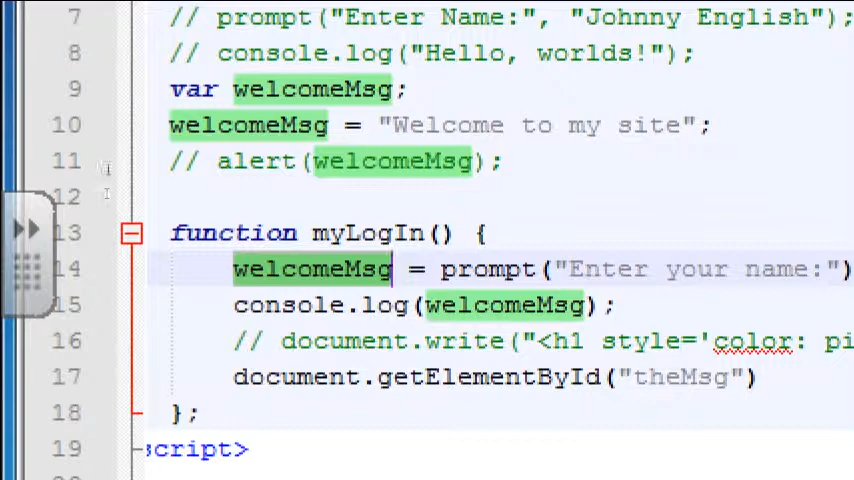 7 // prompt("Enter Name:", "Johnny English");
8 // console.log("Hello, worlds!");
9 var welcomeMsg;
10 welcomeMsg = "Welcome to my site";
11 // alert(welcomeMsg);
12
13 function myLogIn() {
14 welcomeMsg = prompt("Enter your name:")
15 console.log(welcomeMsg);
16 // document.write("<h1 style='color: pi
17 document.getElementById("theMsg")
18 };
19 script>